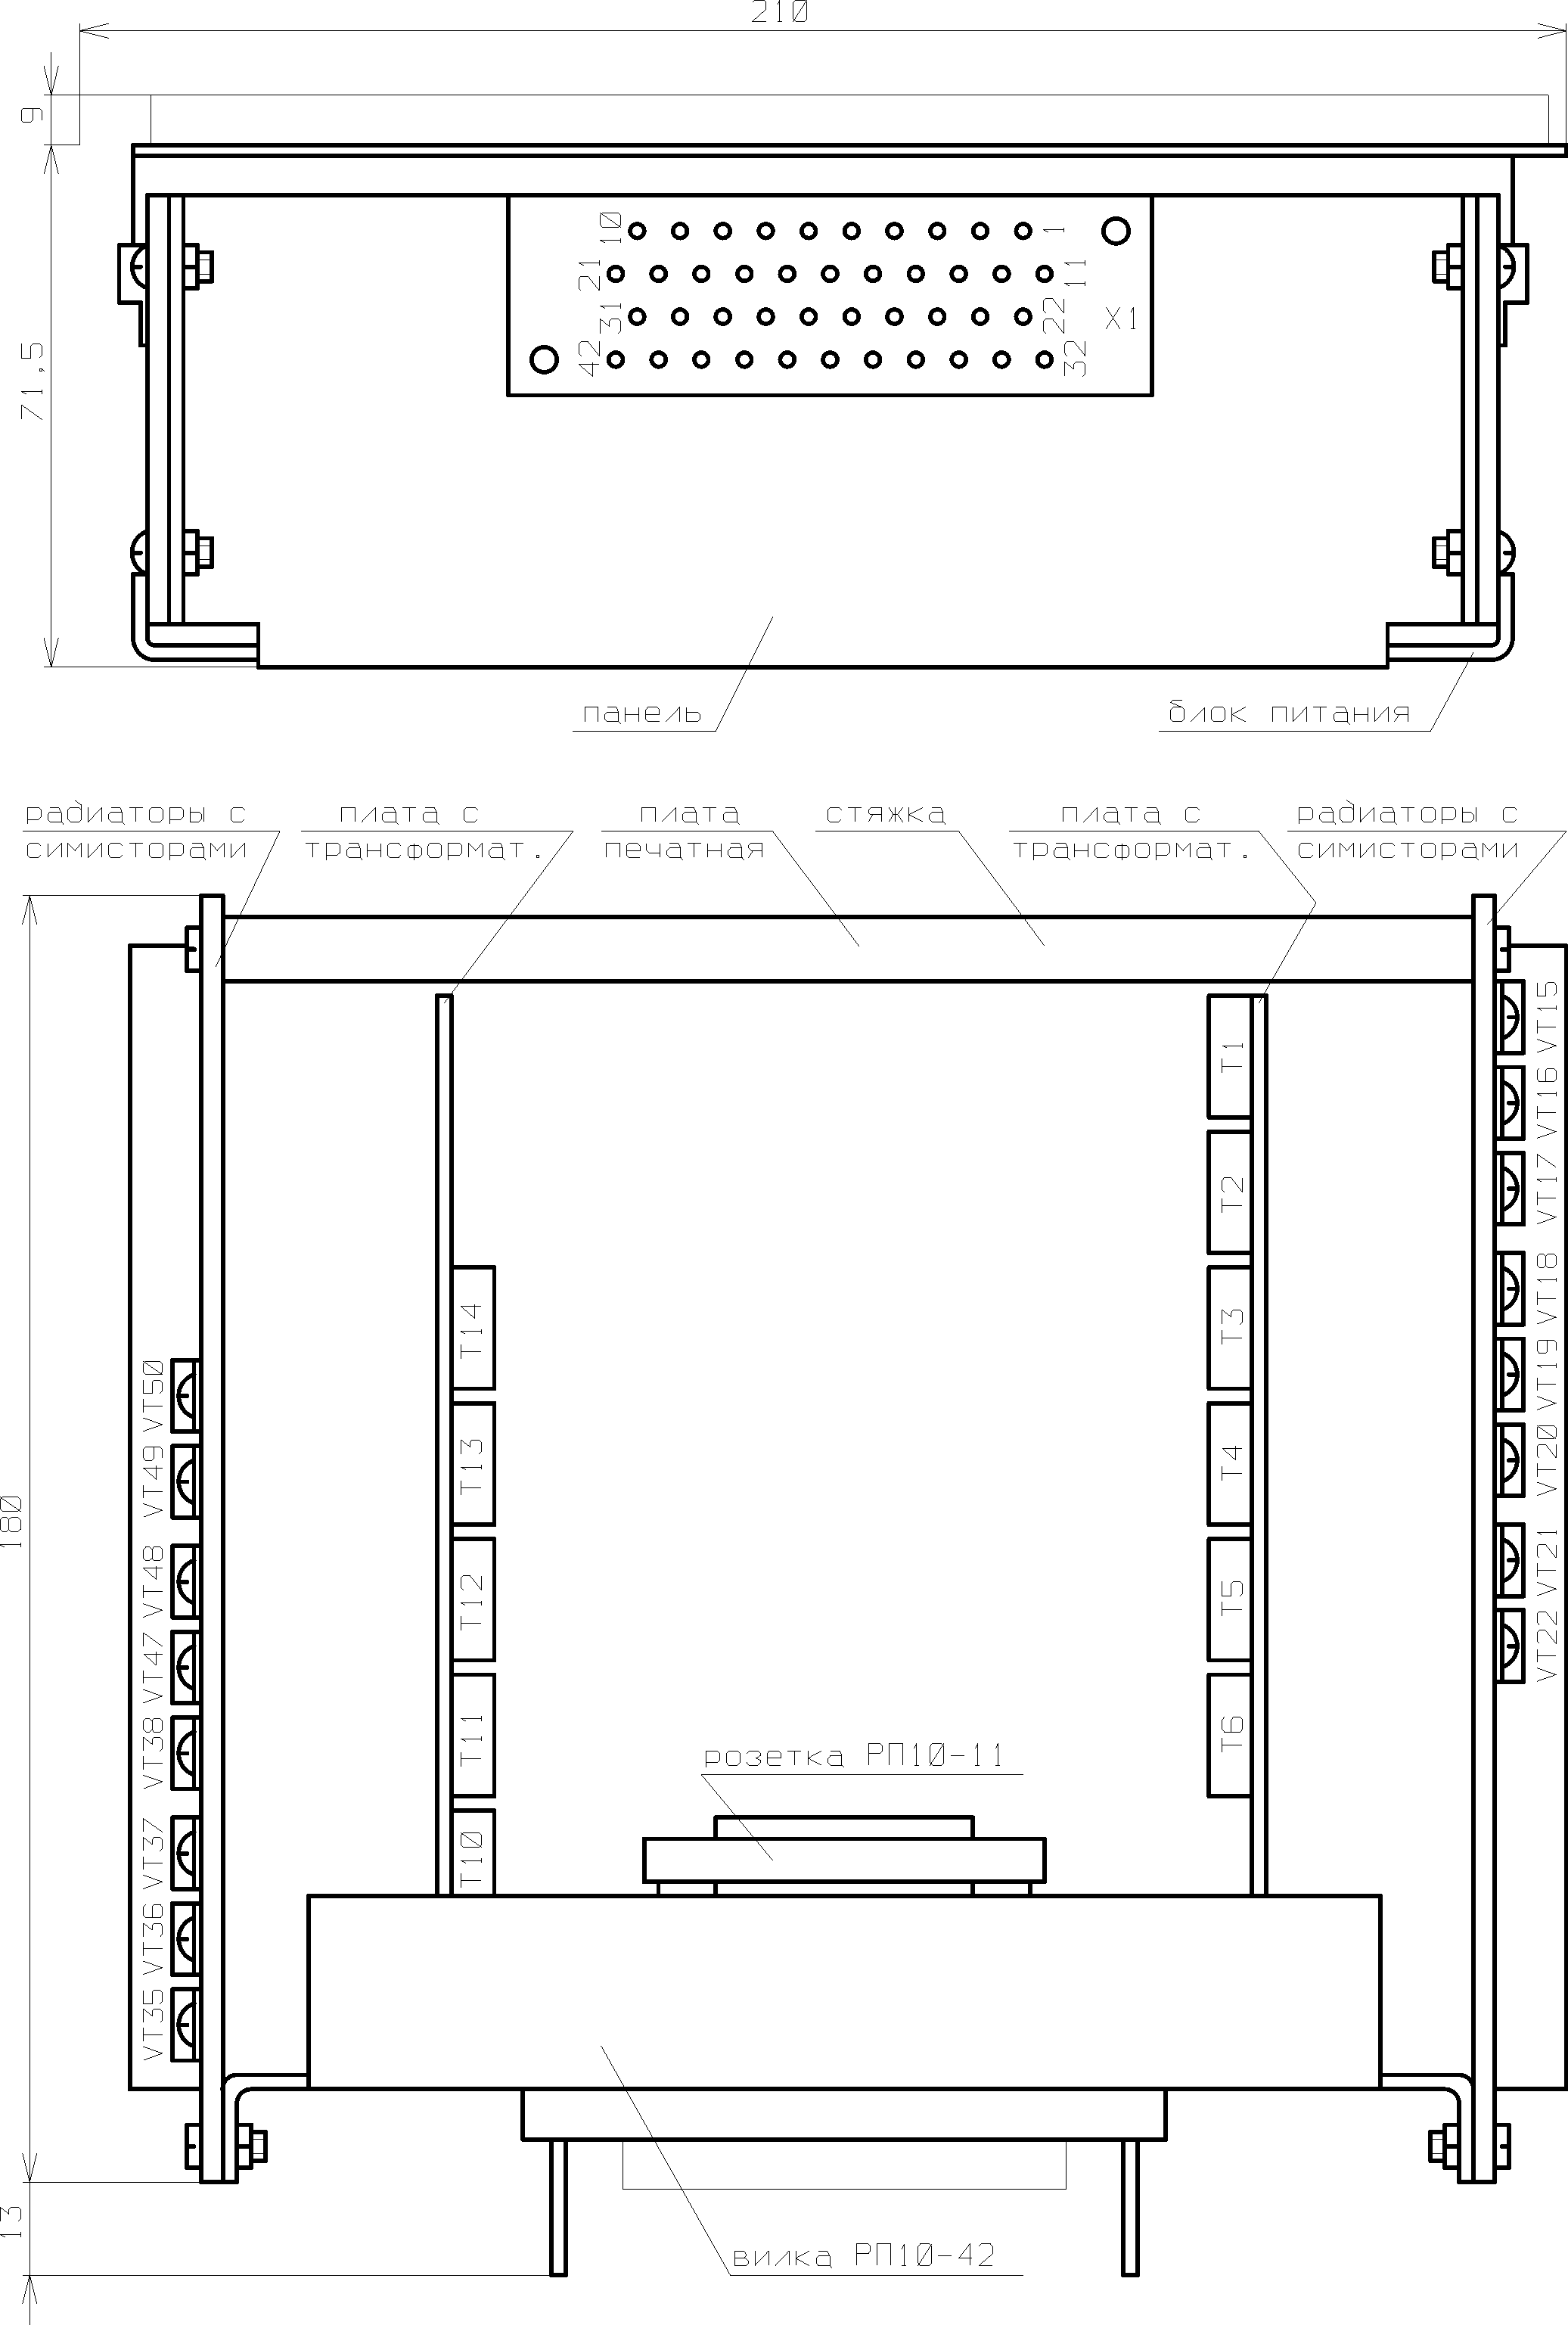 210
9
71,5
10
1
21
11
31
22
X1
42
32
панель
блок питания
радиаторы с
симисторами
плата с
трансформат.
плата
печатная
стяжка
плата с
трансформат.
радиаторы с
симисторами
180
13
VT50
VT49
VT48
VT47
VT38
VT37
VT36
VT35
T14
T13
T12
T11
T10
T1
T2
T3
T4
T5
T6
VT15
VT16
VT17
VT18
VT19
VT20
VT21
VT22
розетка РП10-11
вилка РП10-42